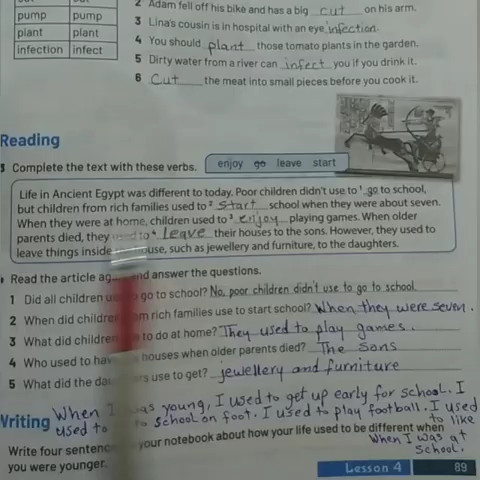 cut cut
pump pump
plant plant
infection infect
2 Adam fell off his bike and has a big cut on his arm.
3 Lina's cousin is in hospital with an eye infection.
4 You should plant those tomato plants in the garden.
5 Dirty water from a river can infect you if you drink it.
6 Cut the meat into small pieces before you cook it.
Reading
3 Complete the text with these verbs.
enjoy go leave start
Life in Ancient Egypt was different to today. Poor children didn't use to ¹ go to school,
but children from rich families used to ² start school when they were about seven.
When they were at home, children used to ³ enjoy playing games. When older
parents died, they used to ⁴ leave their houses to the sons. However, they used to
leave things inside house, such as jewellery and furniture, to the daughters.
Read the article and answer the questions.
1 Did all children go to school? No, poor children didn't use to go to school.
2 When did children rich families use to start school? When they were seven.
3 What did children to do at home? They used to play games.
4 Who used to houses when older parents died? The sons
5 What did the use to get? jewellery and furniture
When I was young, I used to get up early for school. I
Writing used to to school on foot. I used to play football. I used
to like
Write four your notebook about how your life used to be different when
When I was at
you were younger.
school.
Lesson 4 89